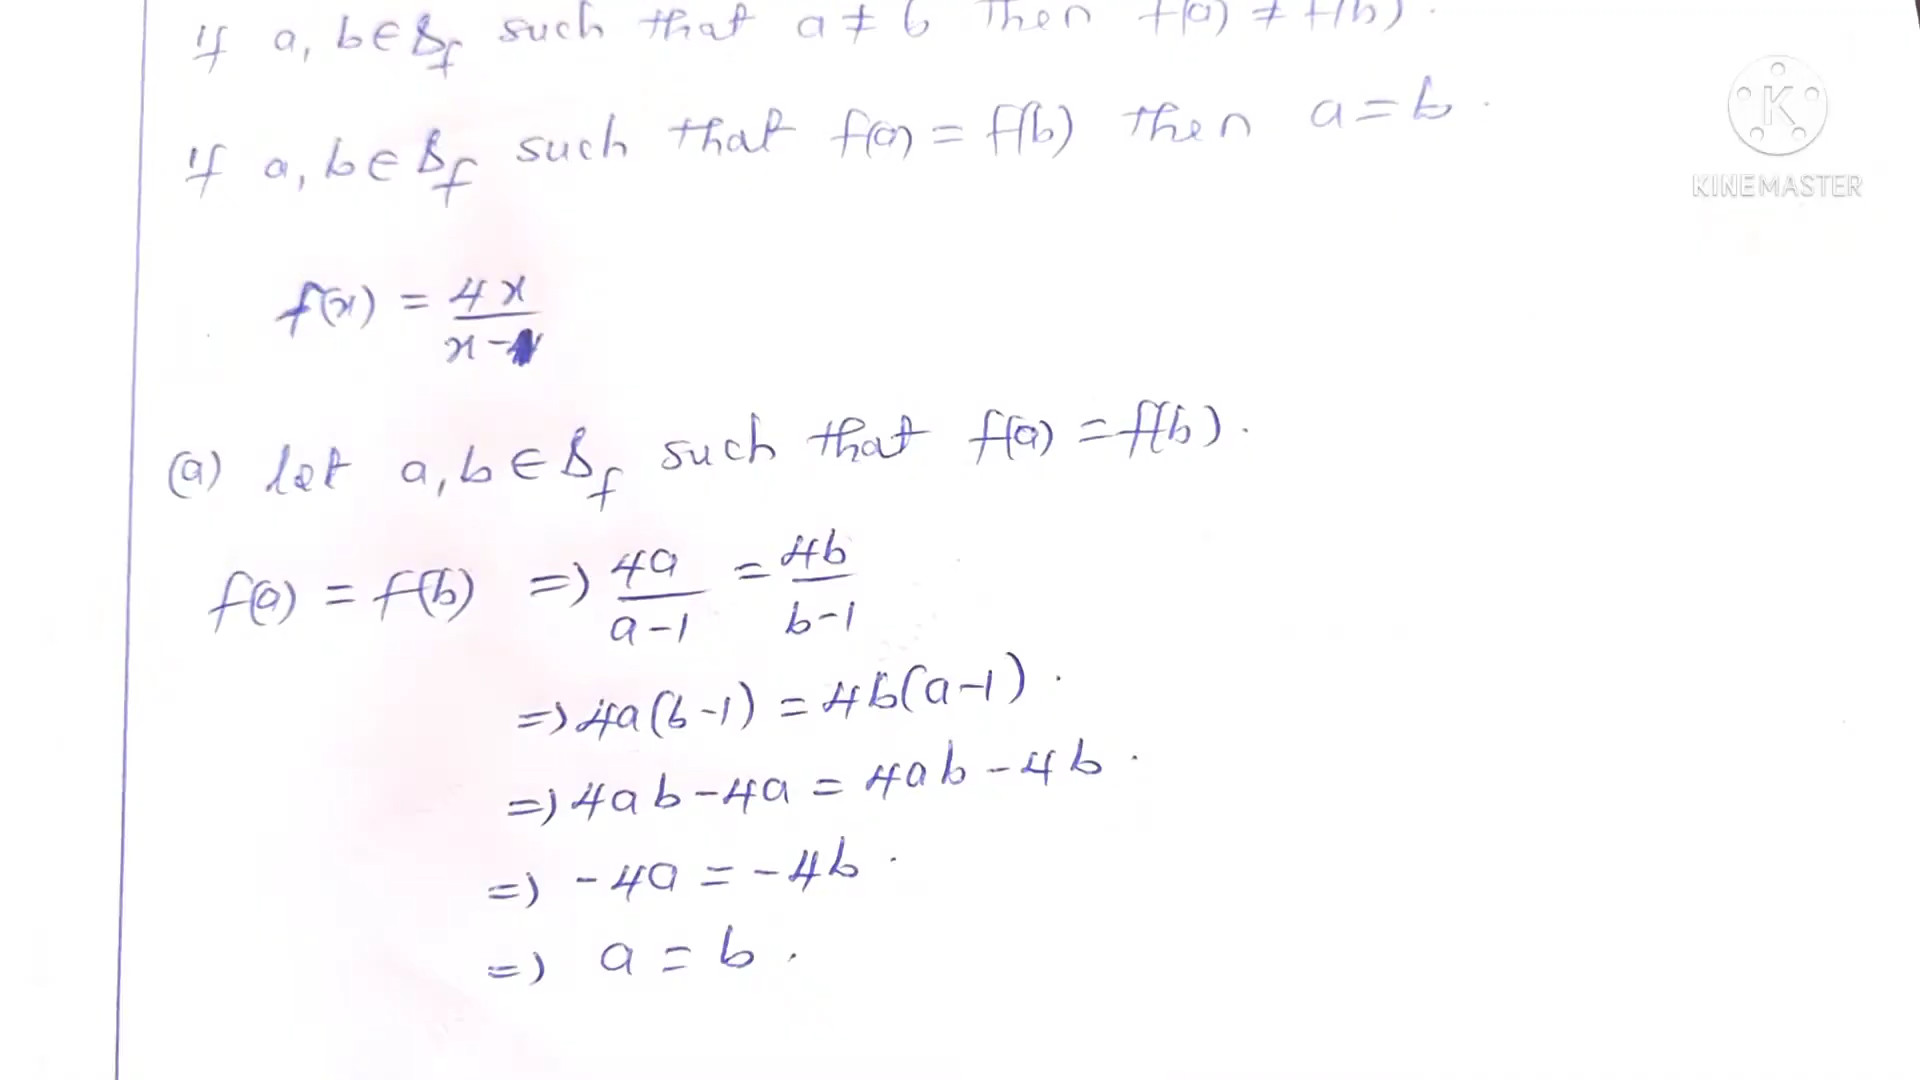 If a, b ∈ D_f such that a ≠ b Then f(a) ≠ f(b).
If a, b ∈ D_f such that f(a) = f(b) then a = b.
K
KINEMASTER
f(x) = 4x
x-1
(a) let a, b ∈ D_f such that f(a) = f(b).
f(a) = f(b) => 4a/a-1 = 4b/b-1
=> 4a(b-1) = 4b(a-1).
=> 4ab-4a = 4ab-4b.
=> -4a = -4b.
=> a = b.